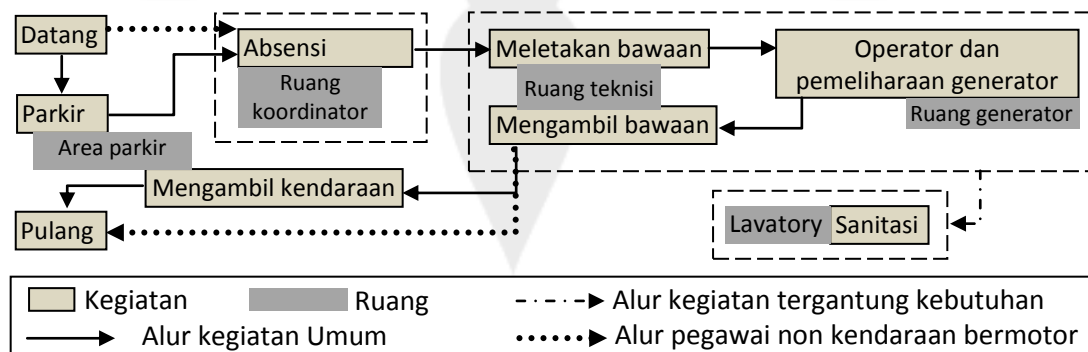 Datang
Absensi
Ruang
koordinator
Meletakan bawaan
Ruang teknisi
Mengambil bawaan
Operator dan
pemeliharaan generator
Ruang generator
Parkir
Area parkir
Mengambil kendaraan
Pulang
Lavatory Sanitasi
Kegiatan Ruang Alur kegiatan tergantung kebutuhan
Alur kegiatan Umum Alur pegawai non kendaraan bermotor